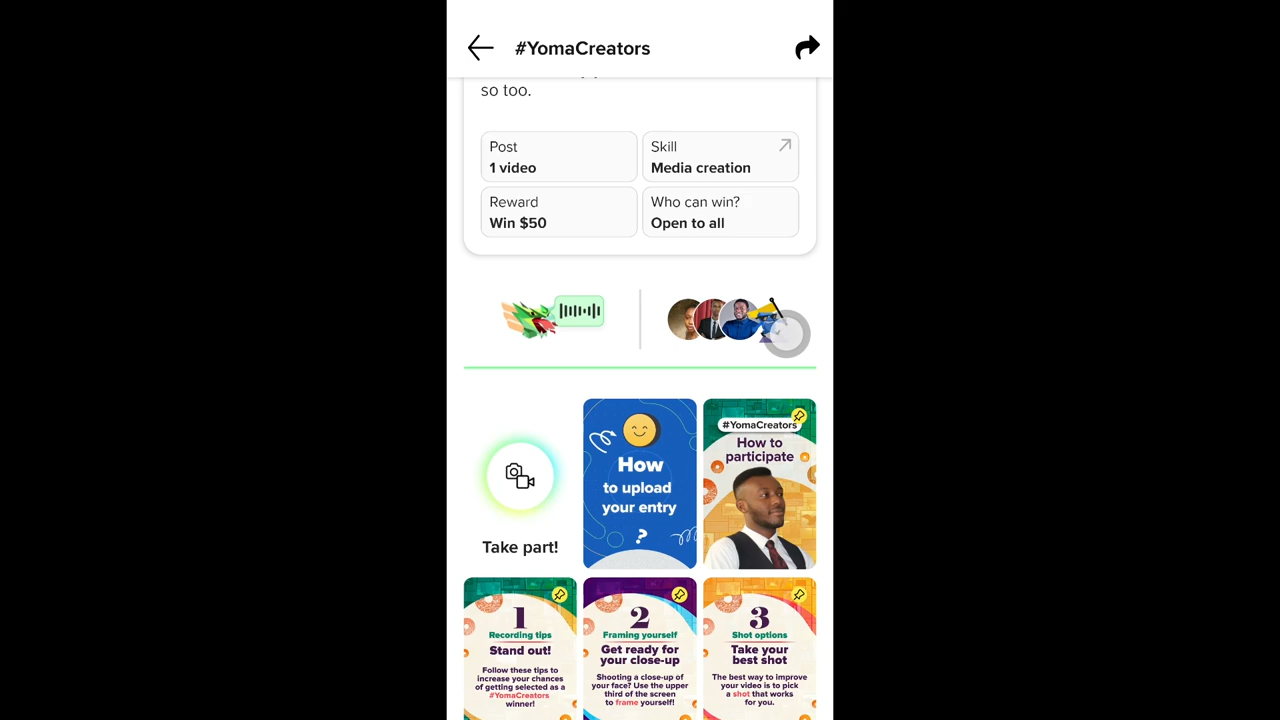 #YomaCreators
so too.
Post
1 video
Skill
Media creation
Reward
Win $50
Who can win?
Open to all
Take part!
How
to upload
your entry
?
#YomaCreators
How to
participate
1
Recording tips
Stand out!
Follow these tips to
increase your chances
of getting selected as a
#YomaCreators
winner!
2
Framing yourself
Get ready for
your close-up
Shooting a close-up of
your face? Use the upper
third of the screen
to frame yourself!
3
Shot options
Take your
best shot
The best way to improve
your video is to pick
a shot that works
for you.